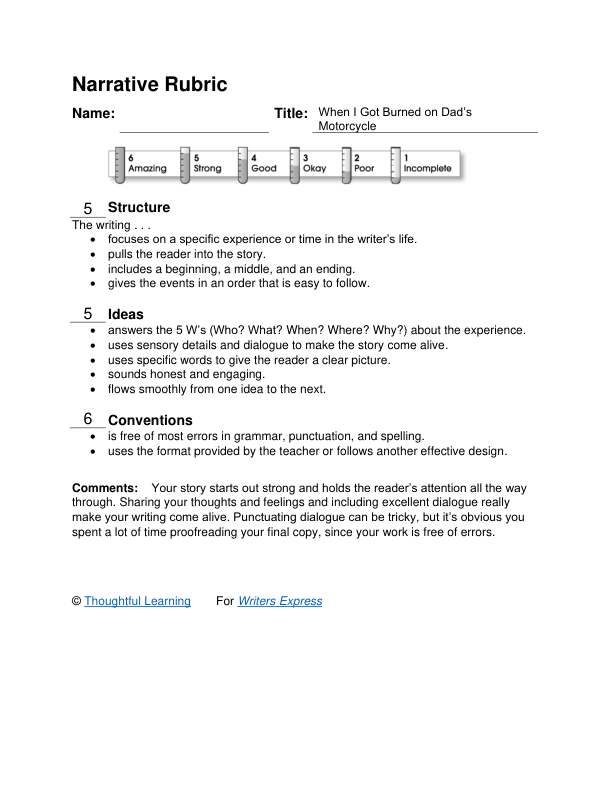 Narrative Rubric
Name: Title: When I Got Burned on Dad’s
Motorcycle
6 5 4 3 2 1
Amazing Strong Good Okay Poor Incomplete
5 Structure
The writing . . .
• focuses on a specific experience or time in the writer’s life.
• pulls the reader into the story.
• includes a beginning, a middle, and an ending.
• gives the events in an order that is easy to follow.
5 Ideas
• answers the 5 W’s (Who? What? When? Where? Why?) about the experience.
• uses sensory details and dialogue to make the story come alive.
• uses specific words to give the reader a clear picture.
• sounds honest and engaging.
• flows smoothly from one idea to the next.
6 Conventions
• is free of most errors in grammar, punctuation, and spelling.
• uses the format provided by the teacher or follows another effective design.
Comments: Your story starts out strong and holds the reader’s attention all the way
through. Sharing your thoughts and feelings and including excellent dialogue really
make your writing come alive. Punctuating dialogue can be tricky, but it’s obvious you
spent a lot of time proofreading your final copy, since your work is free of errors.
© Thoughtful Learning For Writers Express